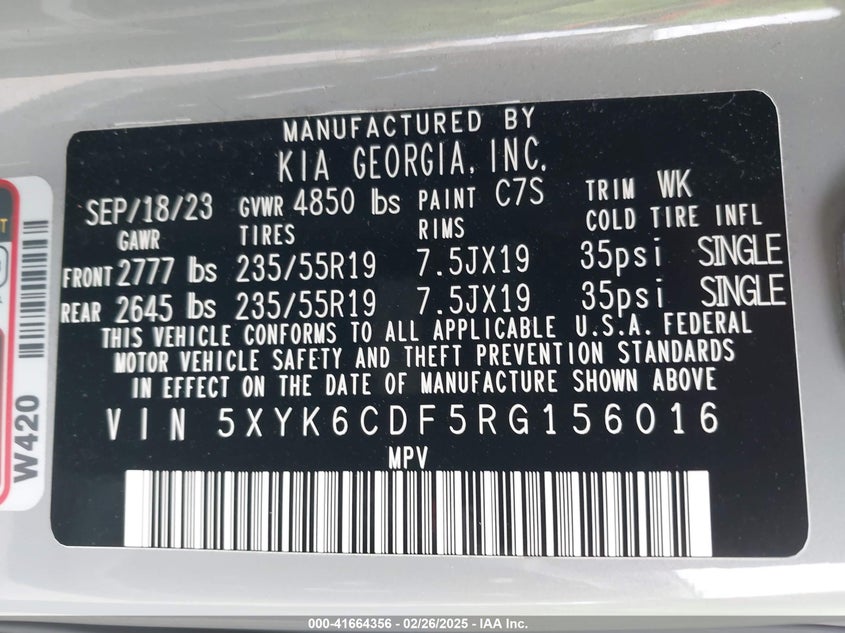 MANUFACTURED BY
KIA GEORGIA, INC.
SEP/18/23 GVWR 4850 lbs PAINT C7S TRIM WK
GAWR TIRES RIMS COLD TIRE INFL
FRONT 2777 lbs 235/55R19 7.5JX19 35psi SINGLE
REAR 2645 lbs 235/55R19 7.5JX19 35psi SINGLE
THIS VEHICLE CONFORMS TO ALL APPLICABLE U.S.A. FEDERAL
MOTOR VEHICLE SAFETY AND THEFT PREVENTION STANDARDS
IN EFFECT ON THE DATE OF MANUFACTURE SHOWN ABOVE
VIN 5XYK6CDF5RG156016
MPV
W420
000-41664356 - 02/26/2025 - IAA Inc.